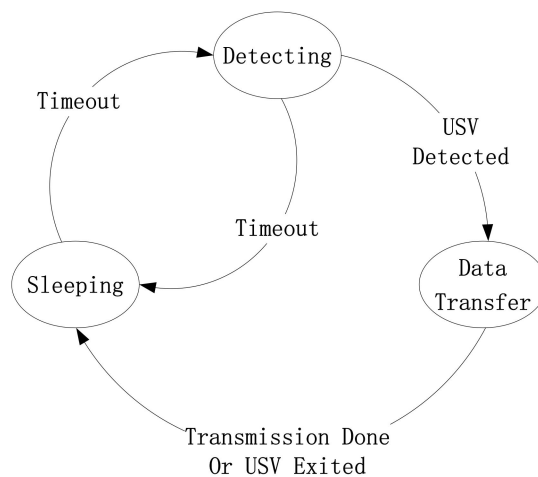 Detecting
Timeout
USV
Detected
Timeout
Sleeping
Data
Transfer
Transmission Done
Or USV Exited